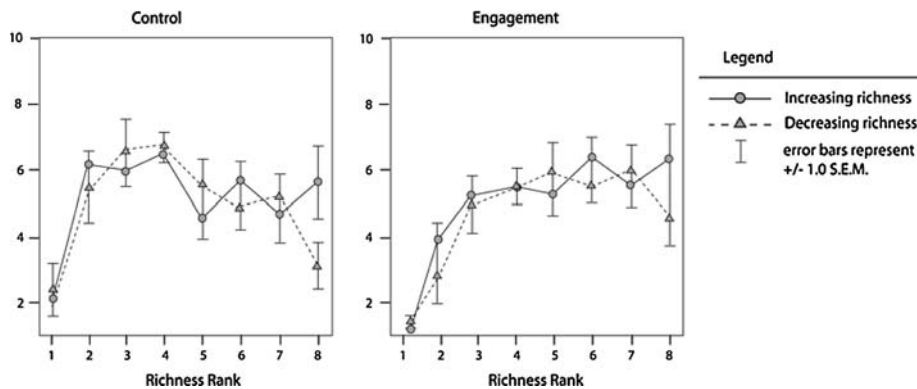 Control
Engagement
10
8
6
4
2
1 2 3 4 5 6 7 8
Richness Rank
10
8
6
4
2
1 2 3 4 5 6 7 8
Richness Rank
Legend
Increasing richness
Decreasing richness
error bars represent
+/- 1.0 S.E.M.